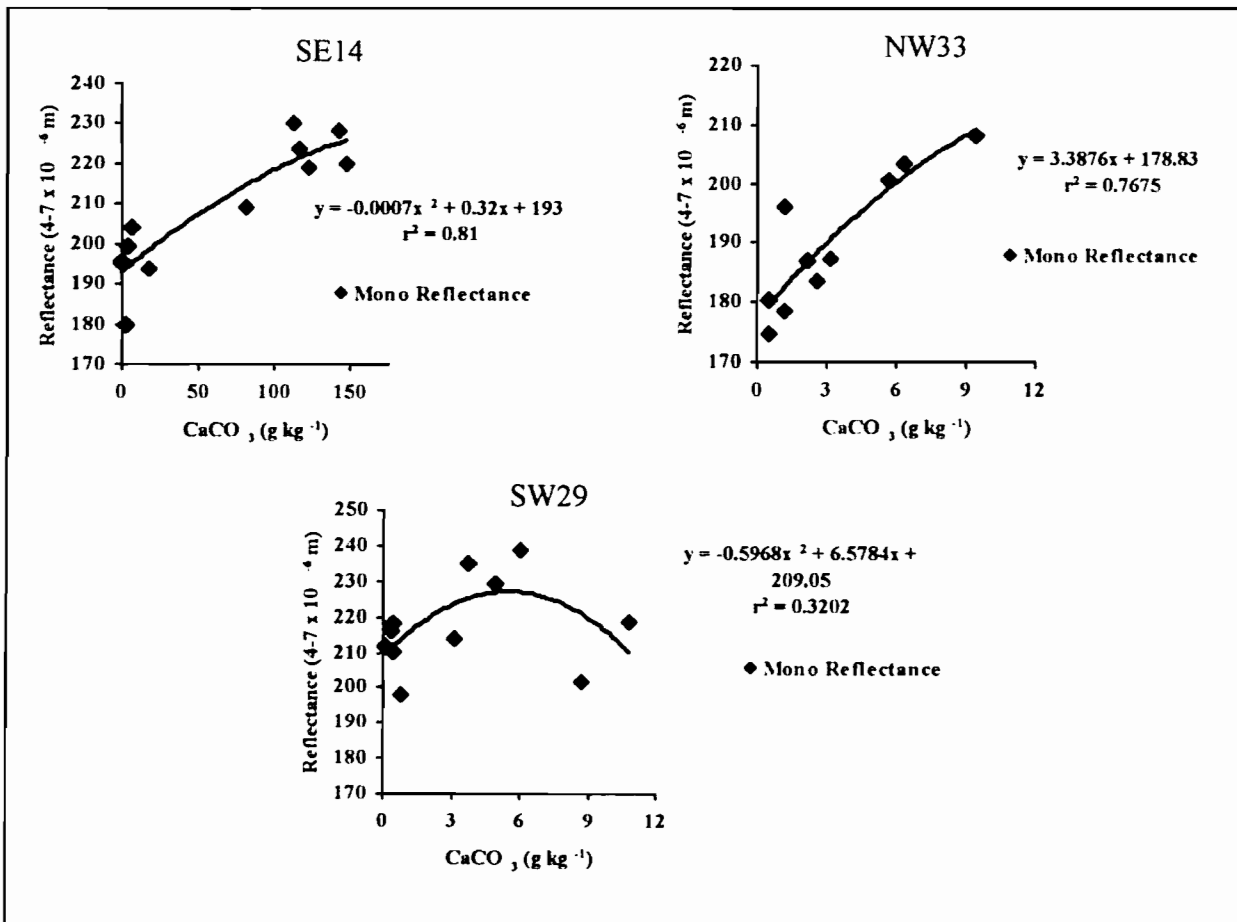 SE14
Reflectance (4-7 x 10 ⁻⁶ m)
240
230
220
210
200
190
180
170
0 50 100 150
CaCO ₃ (g kg ⁻¹)
y = -0.0007x ² + 0.32x + 193
r² = 0.81
Mono Reflectance
NW33
Reflectance (4-7 x 10 ⁻⁶ m)
220
210
200
190
180
170
0 3 6 9 12
CaCO ₃ (g kg ⁻¹)
y = 3.3876x + 178.83
r² = 0.7675
Mono Reflectance
SW29
Reflectance (4-7 x 10 ⁻⁶ m)
250
240
230
220
210
200
190
180
170
0 3 6 9 12
CaCO ₃ (g kg ⁻¹)
y = -0.5968x ² + 6.5784x +
209.05
r² = 0.3202
Mono Reflectance